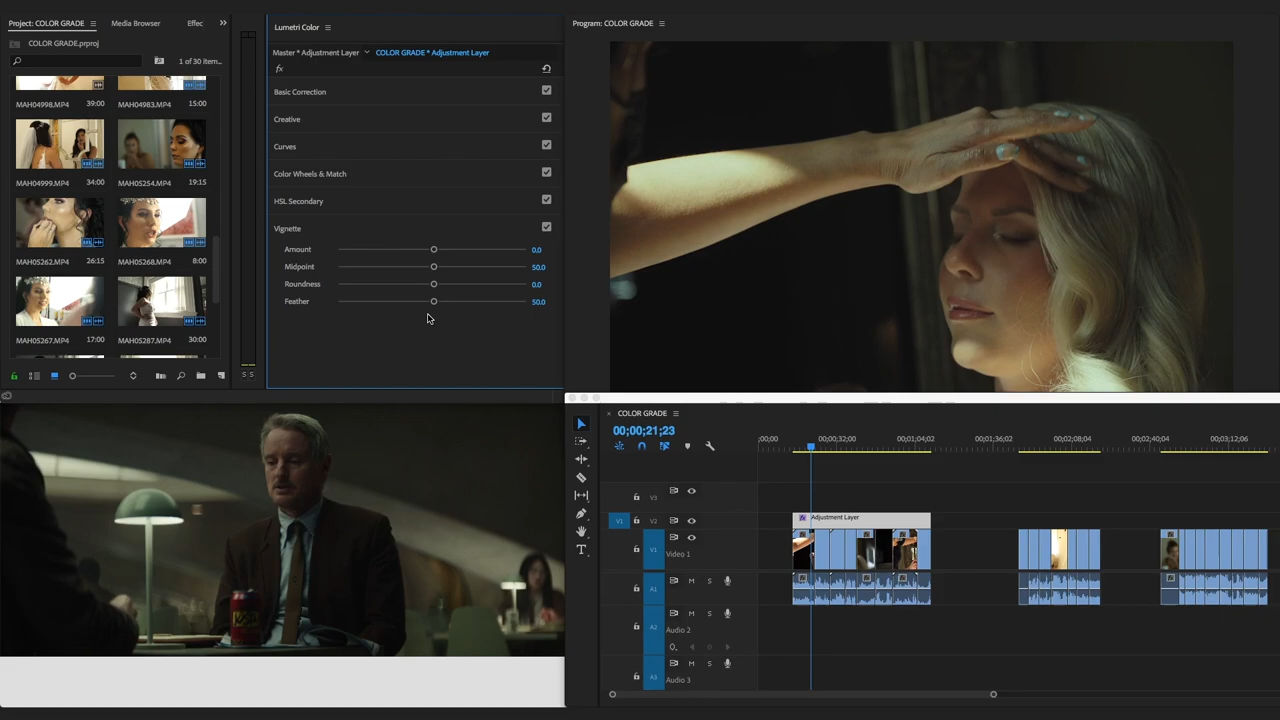 Project: COLOR GRADE
Media Browser
Effec
COLOR GRADE.prproj
1 of 30 item...
MAH04998.MP4 39:00
MAH04983.MP4 15:00
MAH04999.MP4 34:00
MAH05254.MP4 19:15
MAH05262.MP4 26:15
MAH05268.MP4 8:00
MAH05267.MP4 17:00
MAH05287.MP4 30:00
S S
Lumetri Color
Master * Adjustment Layer
COLOR GRADE * Adjustment Layer
fx
Basic Correction
Creative
Curves
Color Wheels & Match
HSL Secondary
Vignette
Amount 0.0
Midpoint 50.0
Roundness 0.0
Feather 50.0
Program: COLOR GRADE
× COLOR GRADE
00;00;21;23
;00;00
00;00;32;00
00;01;04;02
00;01;36;02
00;02;08;04
00;02;40;04
00;03;12;06
V3
V1 V2
fx Adjustment Layer
V1
Video 1
A1 M S
M S
A2 Audio 2
M S
A3 Audio 3